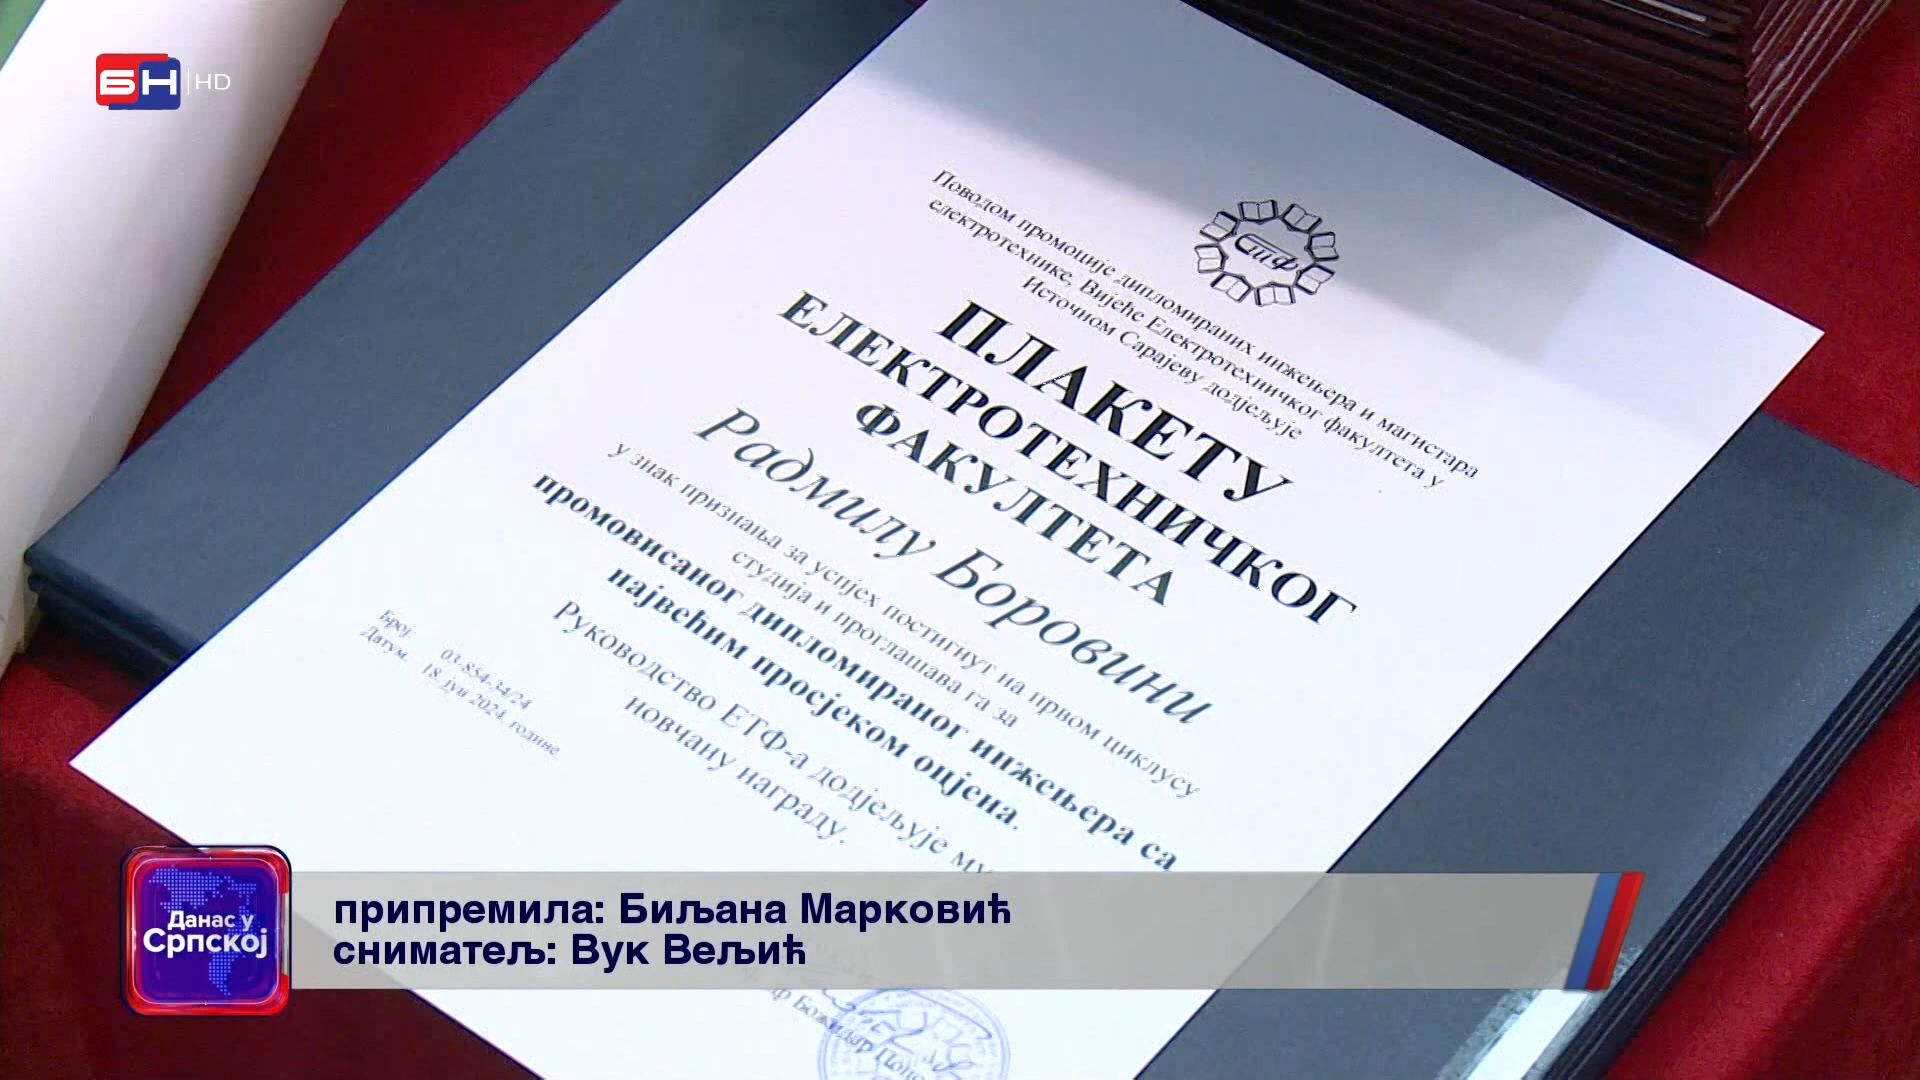 БН HD
СтФ
Поводом промоције дипломираних инжењера и магистара
електротехнике, Вијеће Електротехничког факултета у
Источном Сарајеву додјељује
ПЛАКЕТУ
ЕЛЕКТРОТЕХНИЧКОГ
ФАКУЛТЕТА
Радмилу Боровини
у знак признања за успјех постигнут на првом циклусу
студија и проглашава га за
промовисаног дипломираног инжењера са
највећим просјеком оцјена.
Руководство ЕТФ-а додјељује му
новчану награду.
Број: 03-854-34/24
Датум: 18. јун 2024. године
Божидар
Данас у
Српској
припремила: Биљана Марковић
сниматељ: Вук Вељић